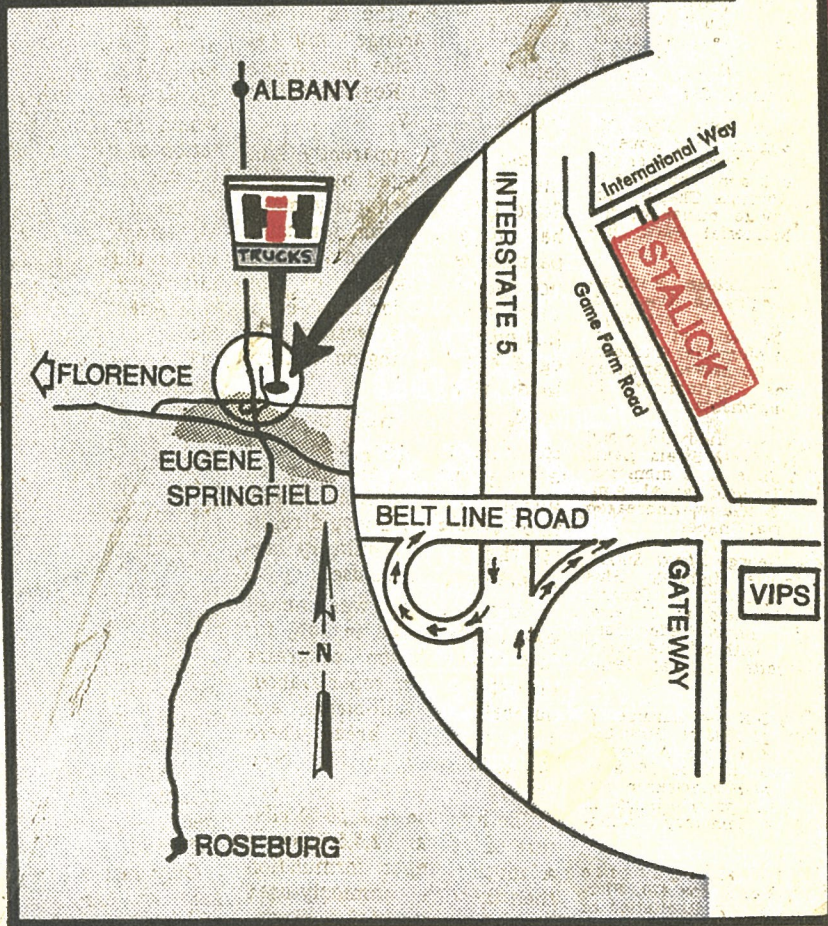 ALBANY
IH
TRUCKS
FLORENCE
EUGENE
SPRINGFIELD
-N
ROSEBURG
INTERSTATE 5
International Way
STALICK
Game Farm Road
BELT LINE ROAD
GATEWAY
VIPS